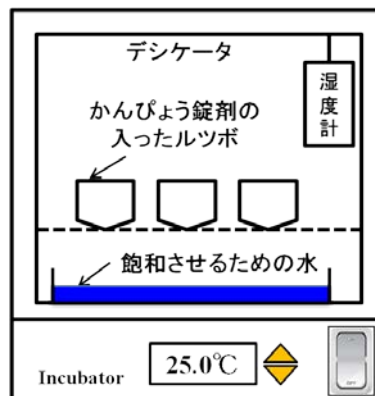 デシケータ
湿度計
かんぴょう錠剤の
入ったルツボ
飽和させるための水
Incubator
25.0℃
OFF